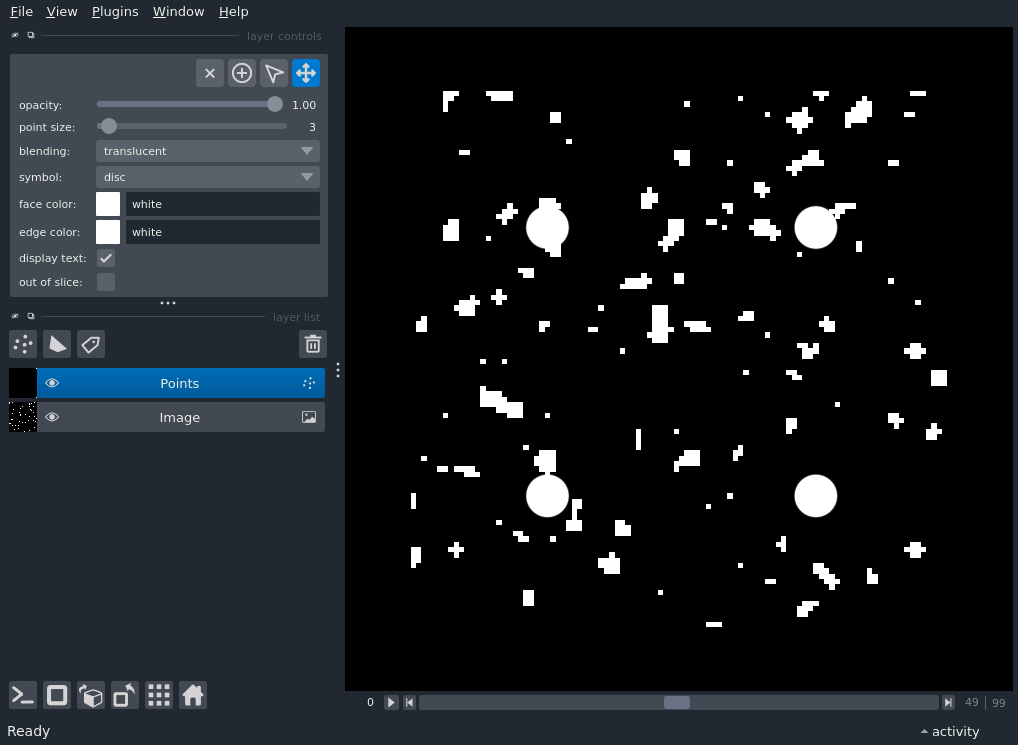 File View Plugins Window Help
layer controls
opacity: 1.00
point size: 3
blending: translucent
symbol: disc
face color: white
edge color: white
display text:
out of slice:
layer list
Points
Image
0 49 99
Ready activity